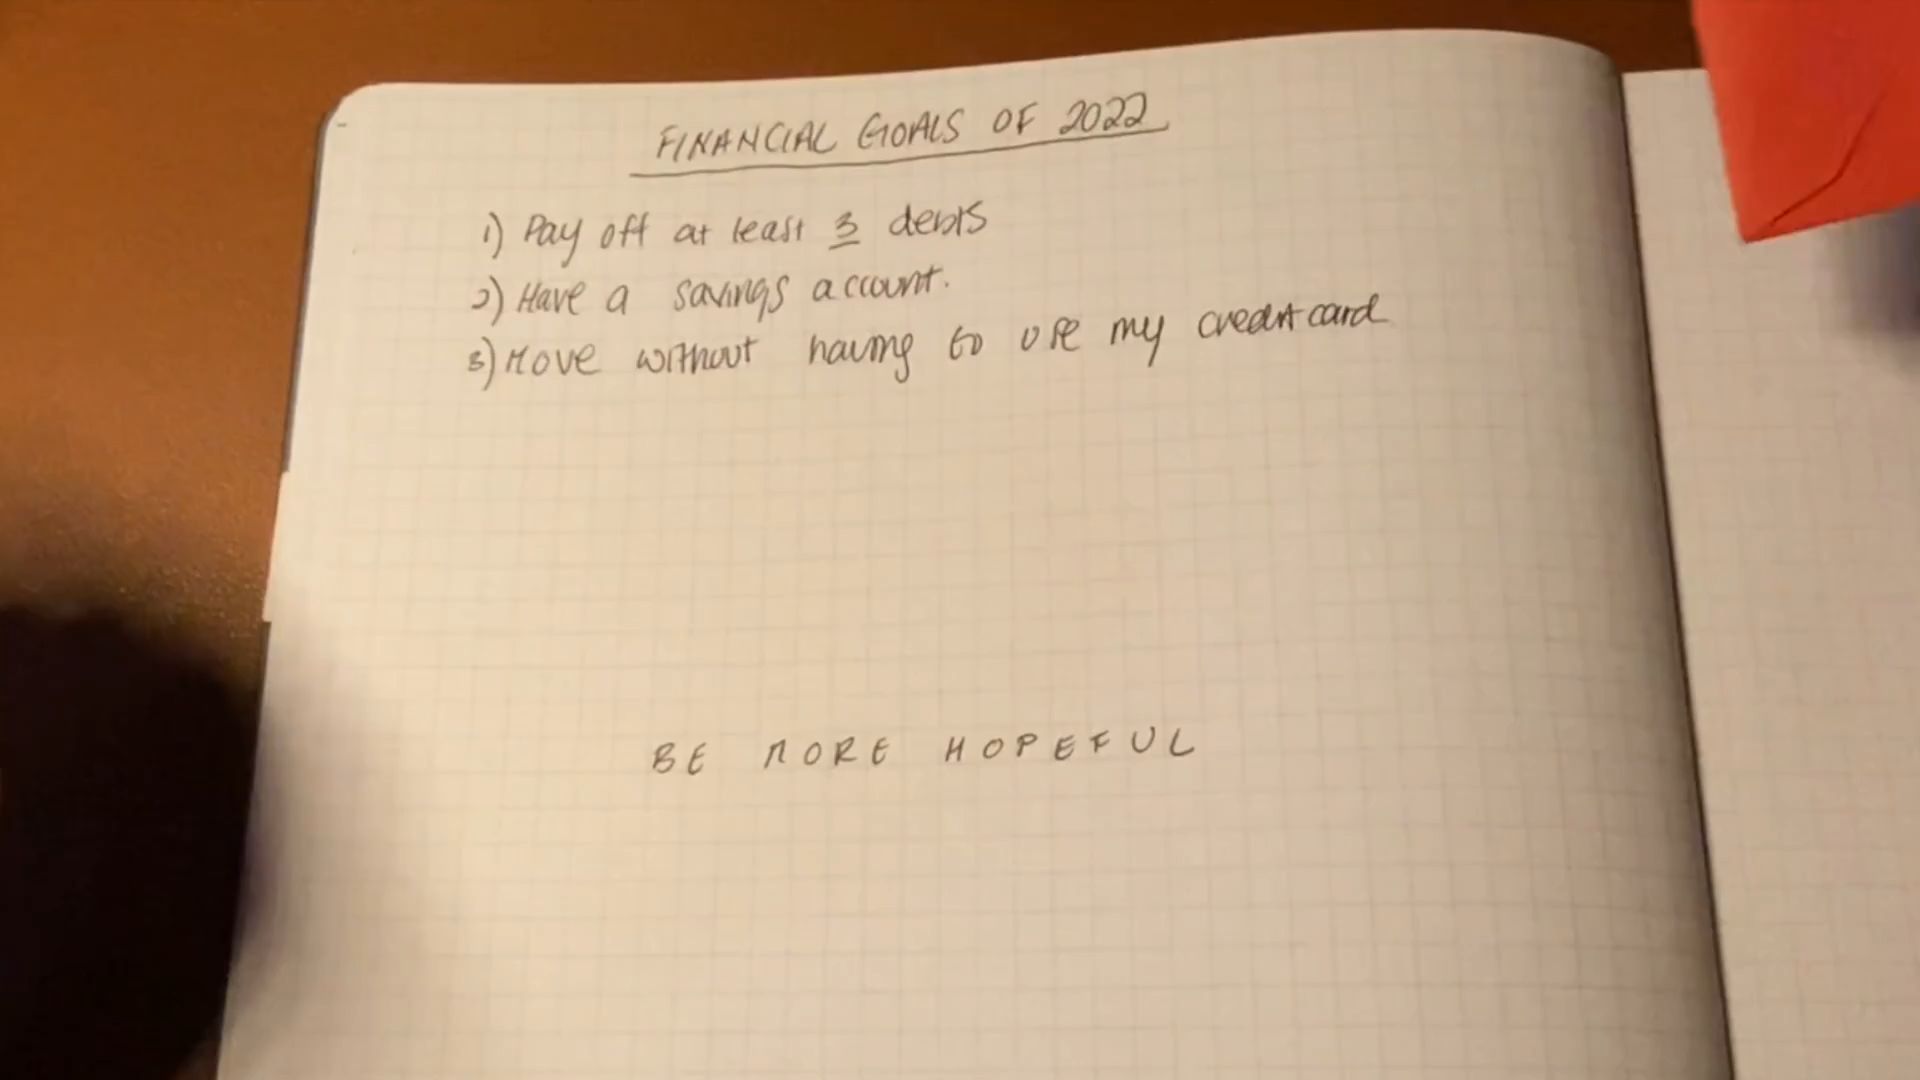 FINANCIAL GOALS OF 2022
1) Pay off at least 3 debts
2) Have a savings account.
3) Move without having to use my credit card
BE MORE HOPEFUL